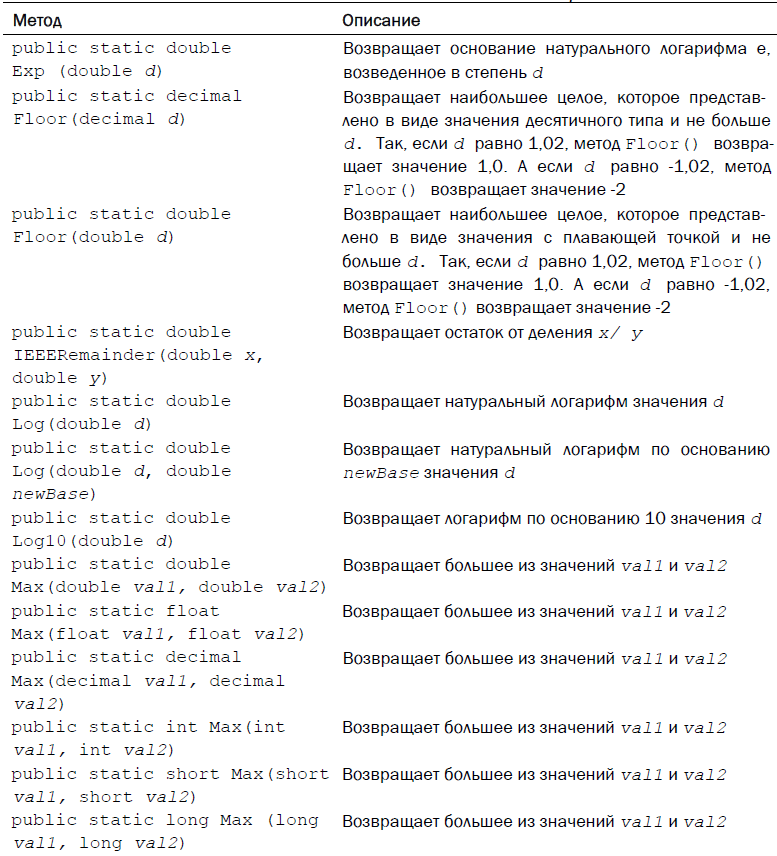 Метод Описание
public static double Возвращает основание натурального логарифма е,
Exp (double d) возведенное в степень d
public static decimal Возвращает наибольшее целое, которое представ-
Floor(decimal d) лено в виде значения десятичного типа и не больше
d. Так, если d равно 1,02, метод Floor() возвра-
щает значение 1,0. А если d равно -1,02, метод
Floor() возвращает значение -2
public static double Возвращает наибольшее целое, которое представ-
Floor(double d) лено в виде значения с плавающей точкой и не
больше d. Так, если d равно 1,02, метод Floor()
возвращает значение 1,0. А если d равно -1,02,
метод Floor() возвращает значение -2
public static double Возвращает остаток от деления x/ y
IEEERemainder(double x,
double y)
public static double Возвращает натуральный логарифм значения d
Log(double d)
public static double Возвращает натуральный логарифм по основанию
Log(double d, double newBase значения d
newBase)
public static double Возвращает логарифм по основанию 10 значения d
Log10(double d)
public static double Возвращает большее из значений val1 и val2
Max(double val1, double val2)
public static float Возвращает большее из значений val1 и val2
Max(float val1, float val2)
public static decimal Возвращает большее из значений val1 и val2
Max(decimal val1, decimal
val2)
public static int Max(int Возвращает большее из значений val1 и val2
val1, int val2)
public static short Max(short Возвращает большее из значений val1 и val2
val1, short val2)
public static long Max (long Возвращает большее из значений val1 и val2
val1, long val2)